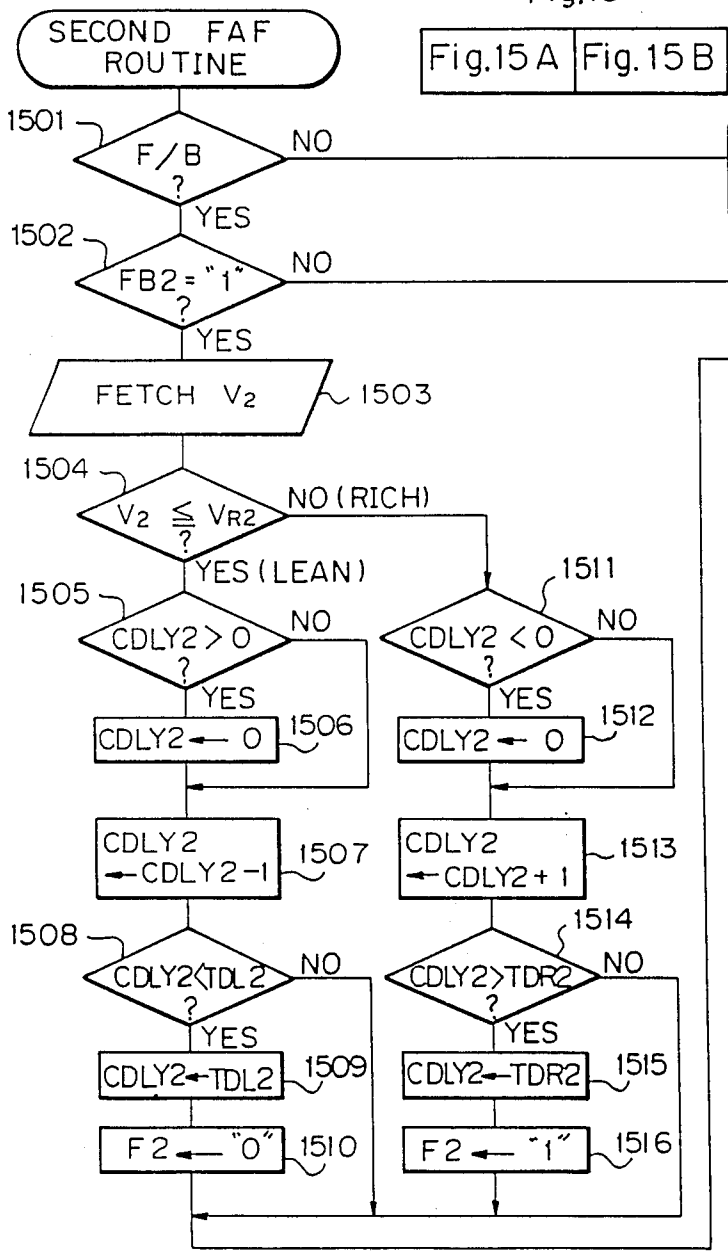 SECOND FAF
ROUTINE
Fig.15A Fig.15B
1501
F/B
?
NO
YES
1502
FB2="1"
?
NO
YES
FETCH V2
1503
1504
V2 ≦ VR2
?
NO (RICH)
YES (LEAN)
1505
CDLY2 > 0
?
NO
YES
1511
CDLY2 < 0
?
NO
YES
CDLY2 ← 0
1506
CDLY2 ← 0
1512
CDLY2
← CDLY2-1
1507
CDLY2
← CDLY2+1
1513
1508
CDLY2<TDL2
?
NO
YES
1514
CDLY2>TDR2
?
NO
YES
CDLY2←TDL2
1509
CDLY2←TDR2
1515
F2 ← "0"
1510
F2 ← "1"
1516